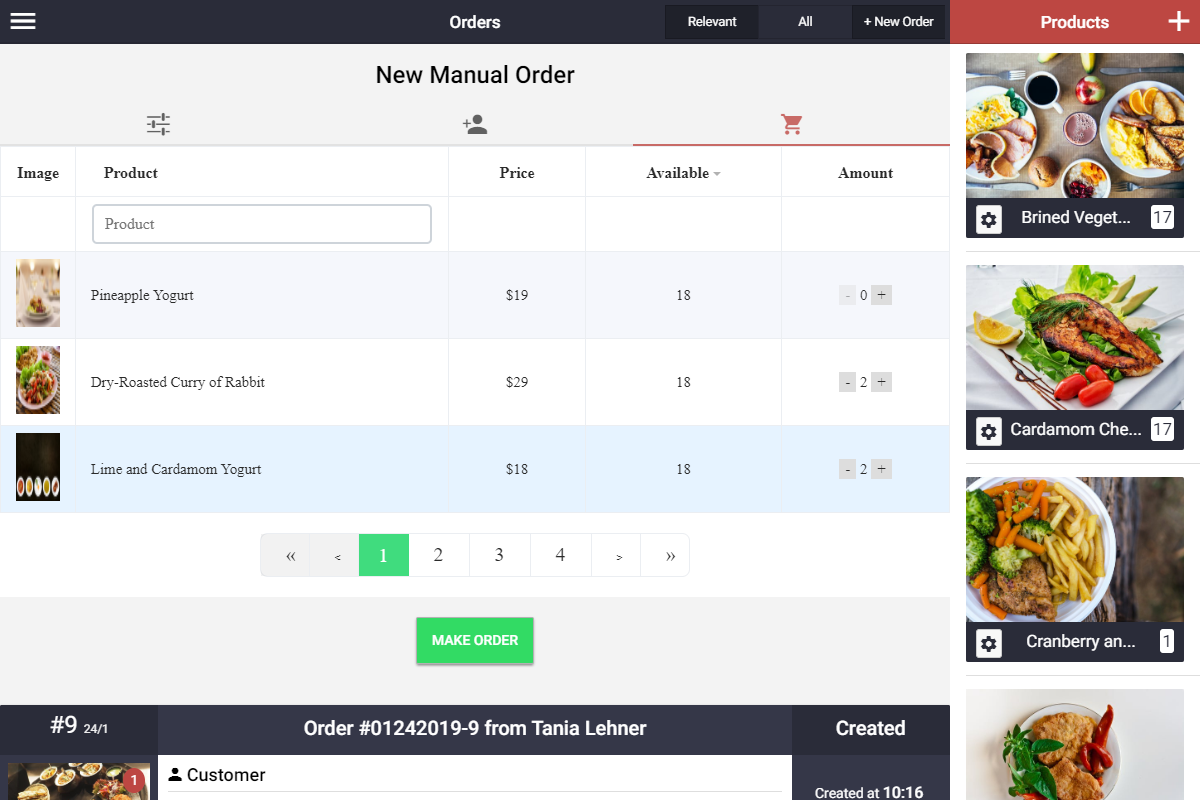 Orders
Relevant
All
+ New Order
Products
New Manual Order
Image
Product
Price
Available
Amount
Product
Pineapple Yogurt
$19
18
- 0 +
Dry-Roasted Curry of Rabbit
$29
18
- 2 +
Lime and Cardamom Yogurt
$18
18
- 2 +
« < 1 2 3 4 > »
MAKE ORDER
#9 24/1
Order #01242019-9 from Tania Lehner
Created
1
Customer
Created at 10:16
Brined Veget... 17
Cardamom Che... 17
Cranberry an... 1